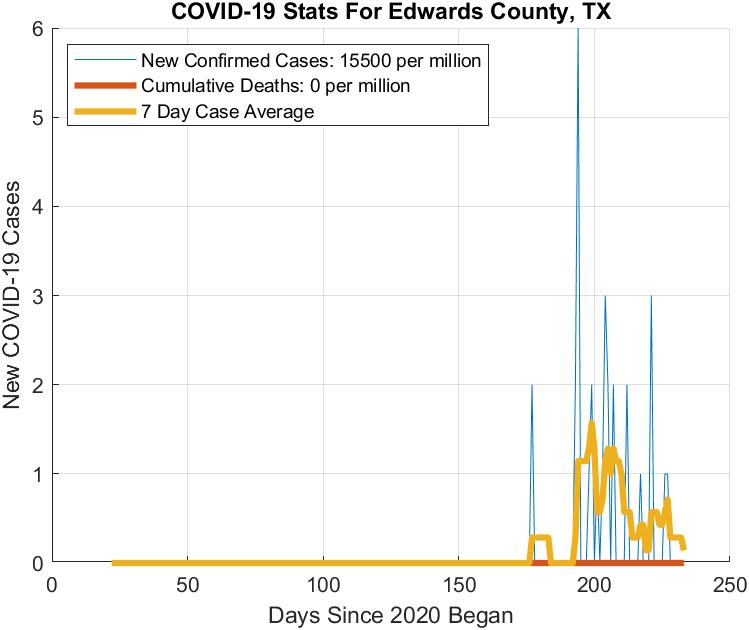 COVID-19 Stats For Edwards County, TX
New Confirmed Cases: 15500 per million
Cumulative Deaths: 0 per million
7 Day Case Average
New COVID-19 Cases
6
5
4
3
2
1
0
0 50 100 150 200 250
Days Since 2020 Began